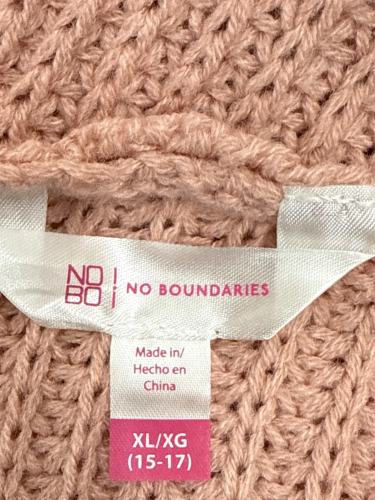 NO
BO
NO BOUNDARIES
Made in/
Hecho en
China
XL/XG
(15-17)